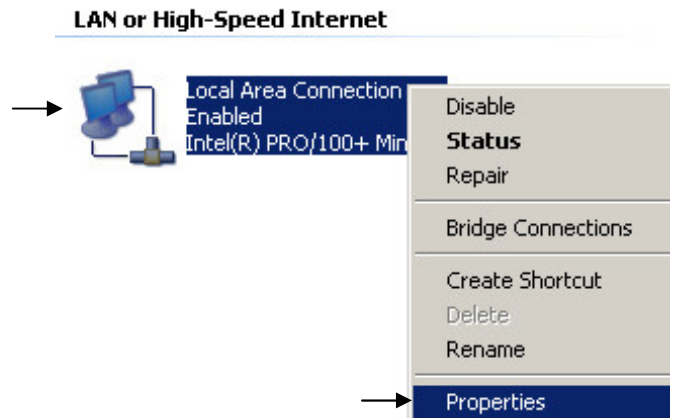 LAN or High-Speed Internet
Local Area Connection
Enabled
Intel(R) PRO/100+ Min
Disable
Status
Repair
Bridge Connections
Create Shortcut
Delete
Rename
Properties